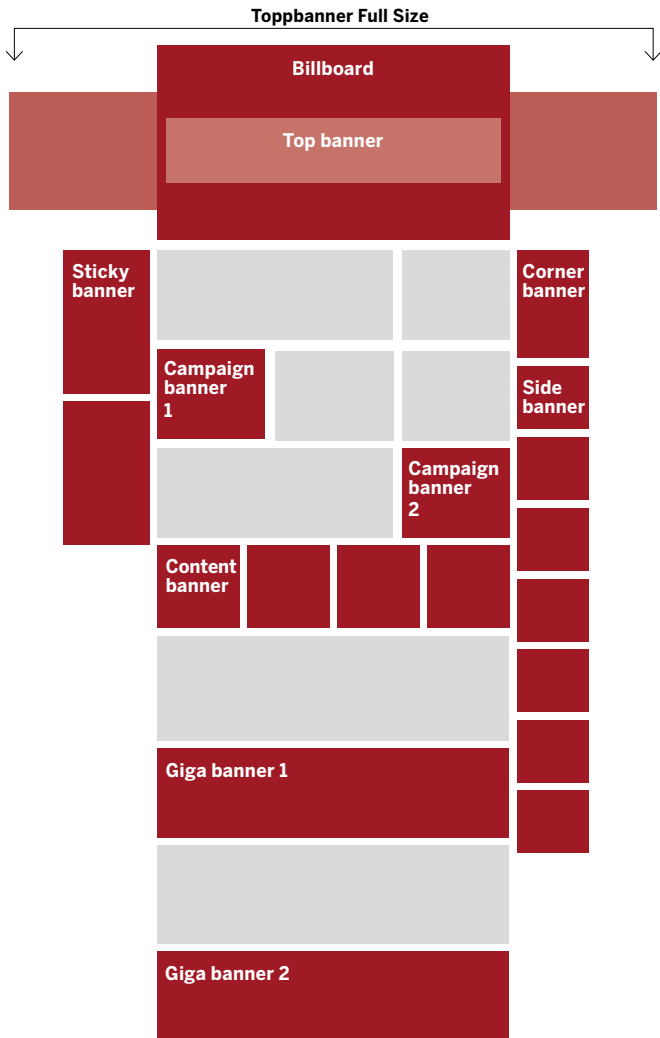 Toppbanner Full Size
Billboard
Top banner
Sticky
banner
Corner
banner
Campaign
banner
1
Side
banner
Campaign
banner
2
Content
banner
Giga banner 1
Giga banner 2